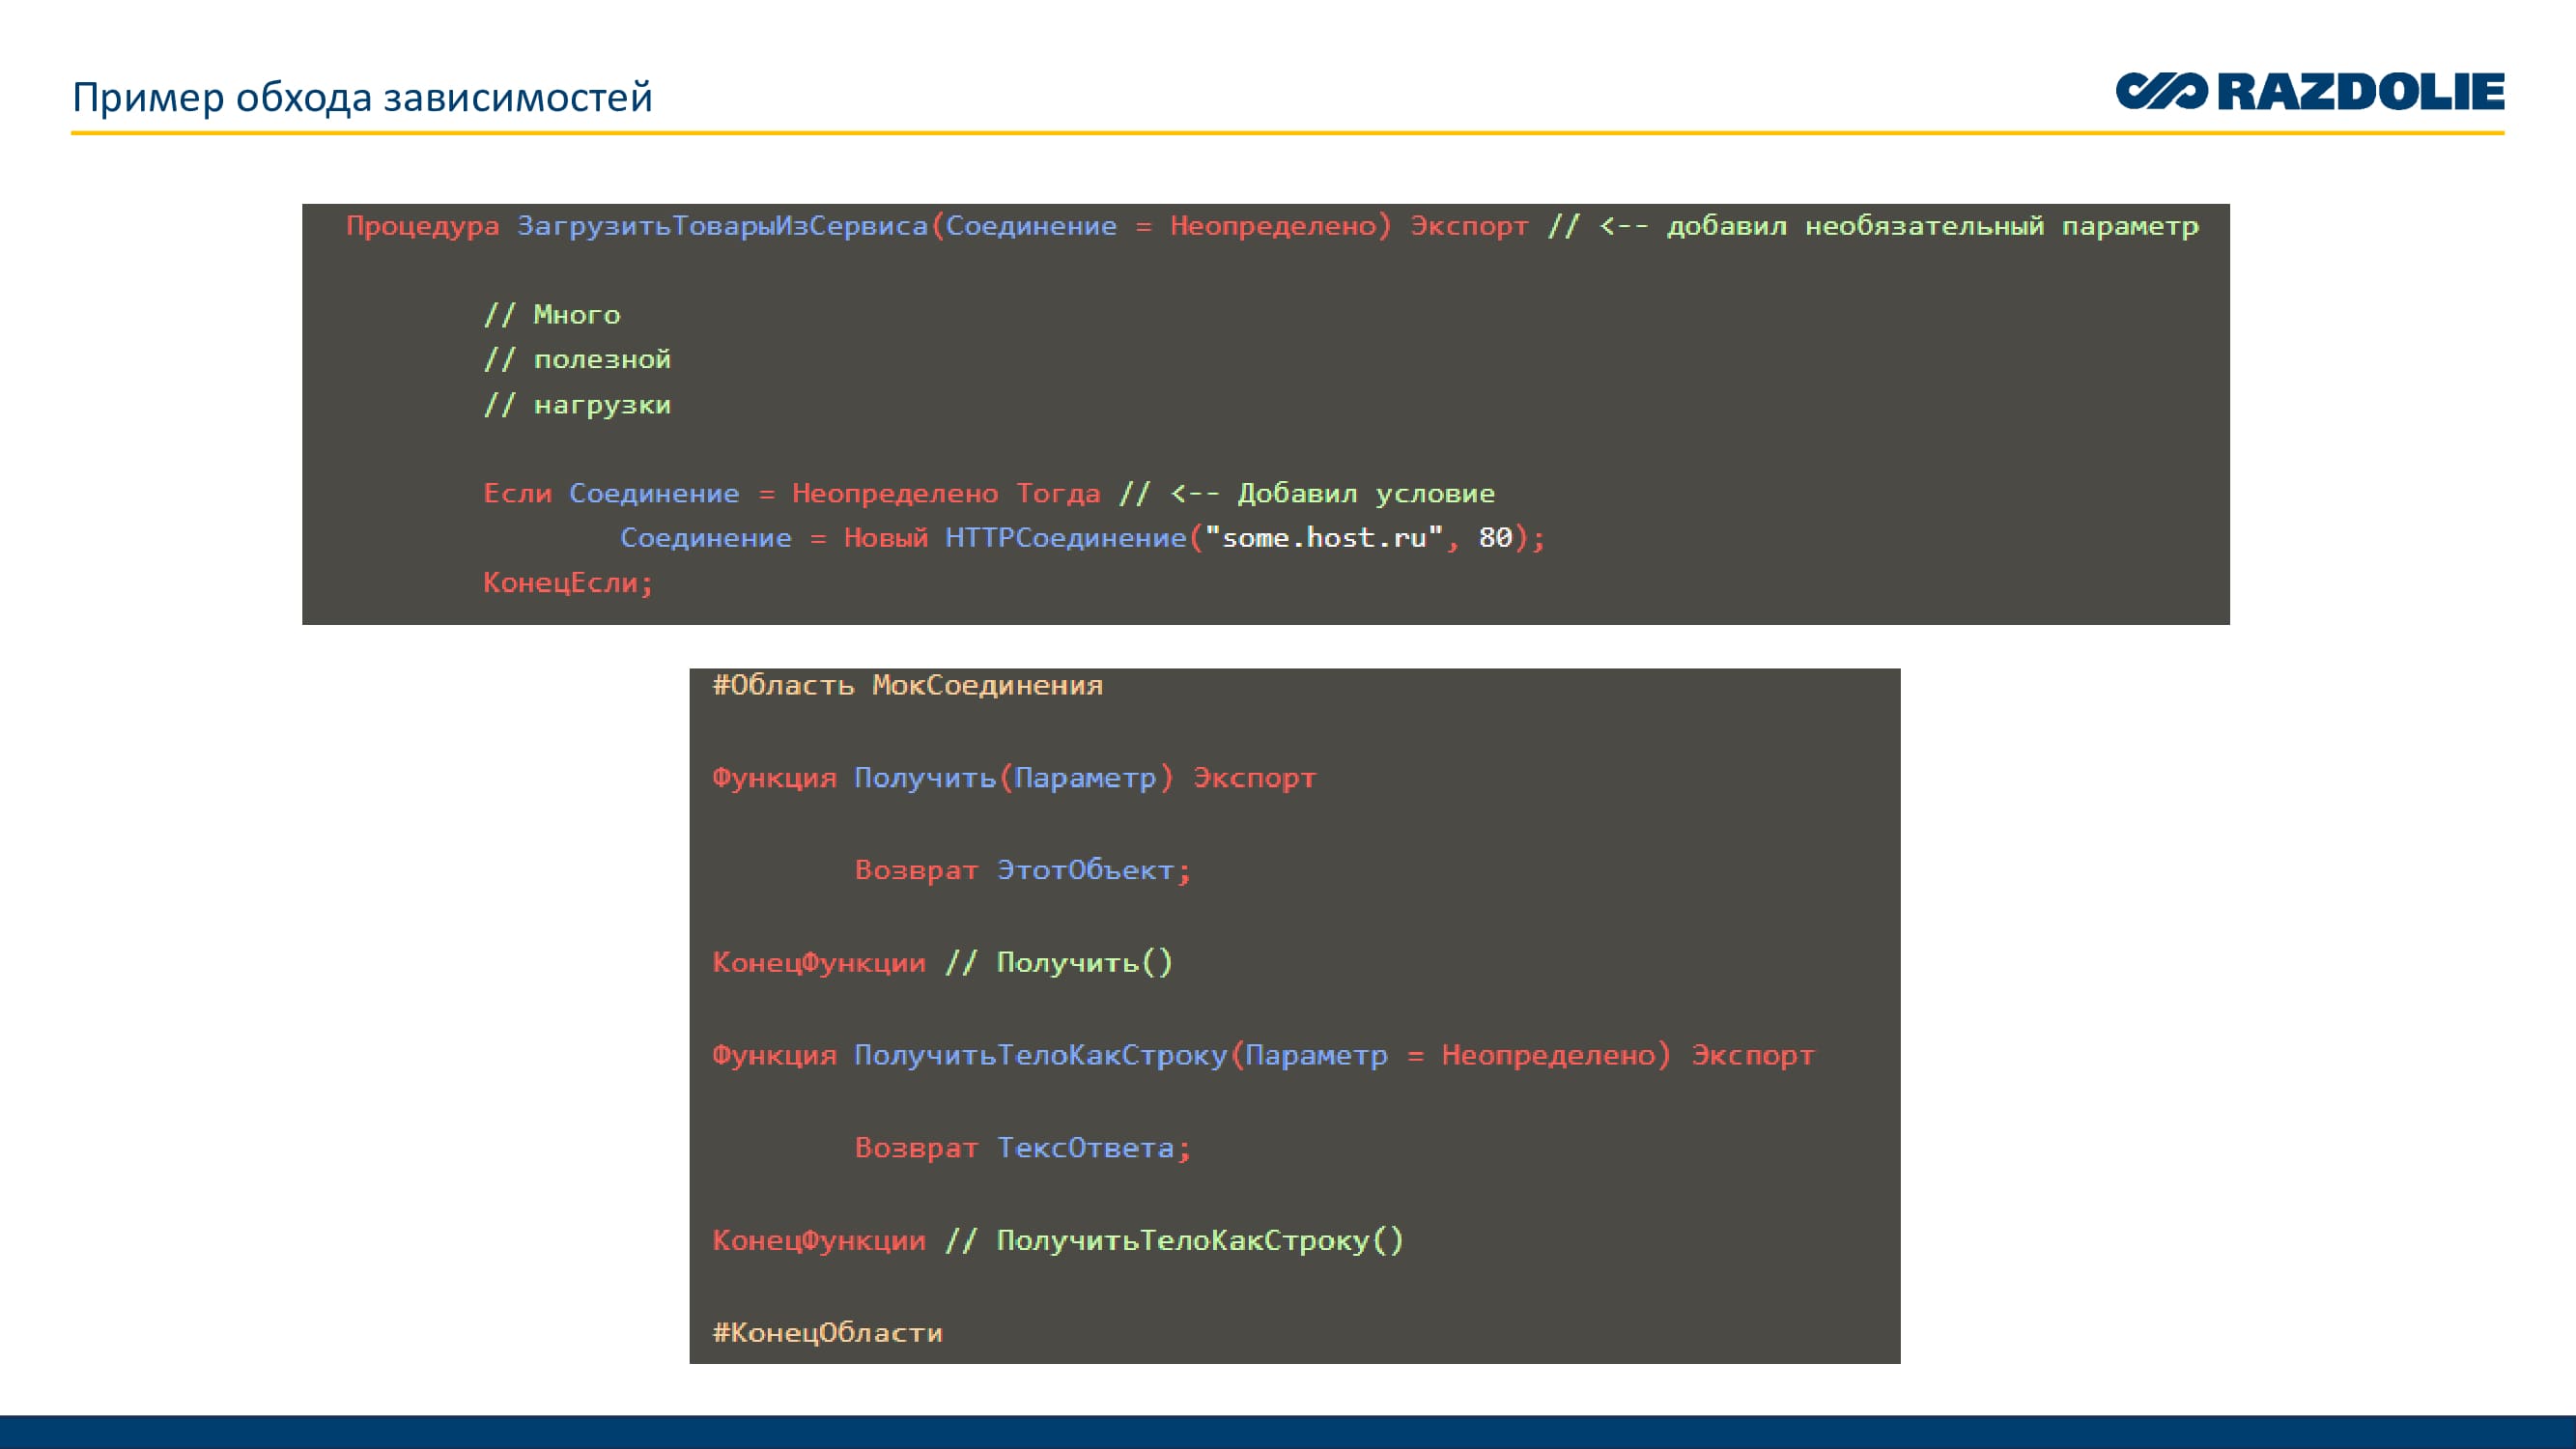 Пример обхода зависимостей
RAZDOLIE
Процедура ЗагрузитьТоварыИзСервиса(Соединение = Неопределено) Экспорт // <-- добавил необязательный параметр
// Много
// полезной
// нагрузки
Если Соединение = Неопределено Тогда // <-- Добавил условие
Соединение = Новый HTTPСоединение("some.host.ru", 80);
КонецЕсли;
#Область МокСоединения
Функция Получить(Параметр) Экспорт
Возврат ЭтотОбъект;
КонецФункции // Получить()
Функция ПолучитьТелоКакСтроку(Параметр = Неопределено) Экспорт
Возврат ТексОтвета;
КонецФункции // ПолучитьТелоКакСтроку()
#КонецОбласти